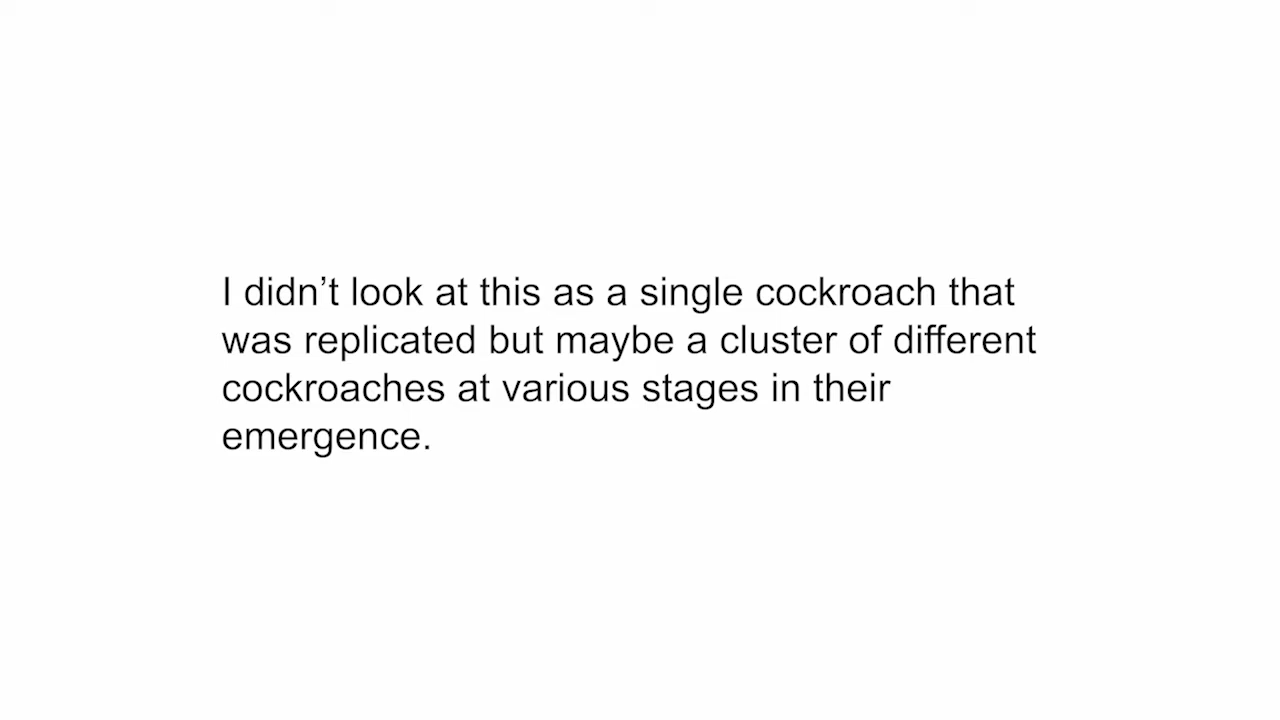 I didn’t look at this as a single cockroach that
was replicated but maybe a cluster of different
cockroaches at various stages in their
emergence.